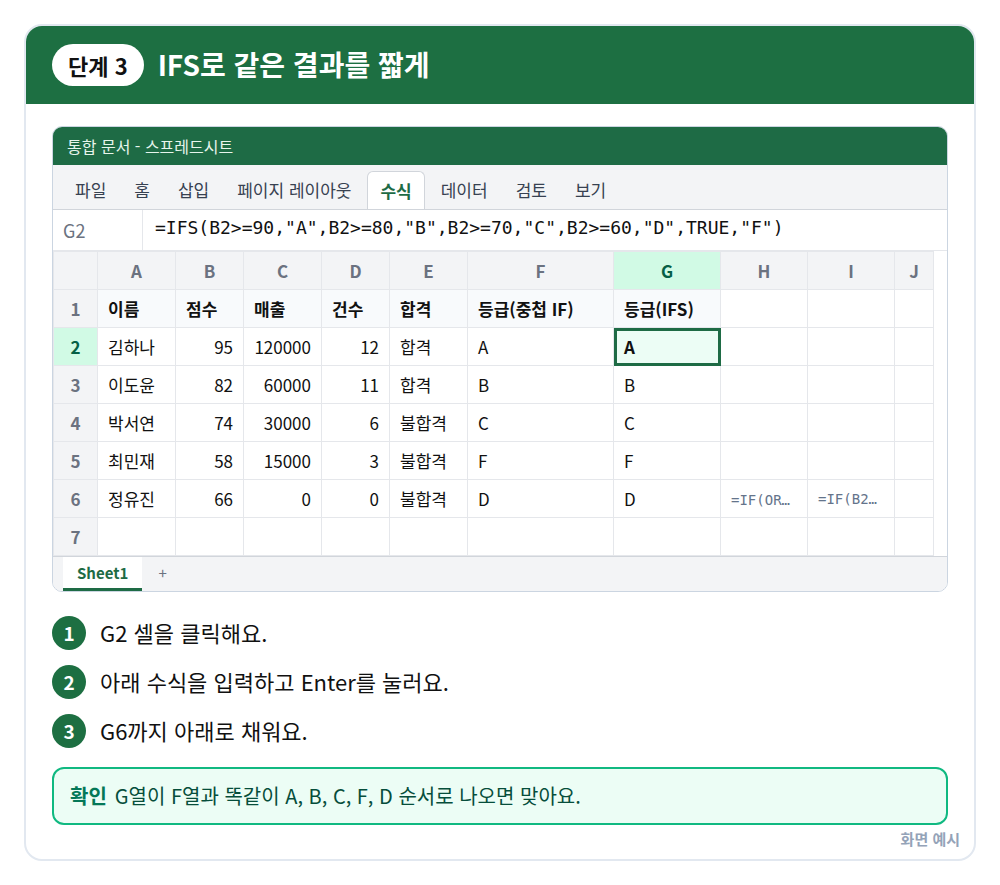 단계 3 IFS로 같은 결과를 짧게
통합 문서 - 스프레드시트
파일 홈 삽입 페이지 레이아웃 수식 데이터 검토 보기
G2 =IFS(B2>=90,"A",B2>=80,"B",B2>=70,"C",B2>=60,"D",TRUE,"F")
A B C D E F G H I J
1 이름 점수 매출 건수 합격 등급(중첩 IF) 등급(IFS)
2 김하나 95 120000 12 합격 A A
3 이도윤 82 60000 11 합격 B B
4 박서연 74 30000 6 불합격 C C
5 최민재 58 15000 3 불합격 F F
6 정유진 66 0 0 불합격 D D =IF(OR… =IF(B2…
7
Sheet1 +
1 G2 셀을 클릭해요.
2 아래 수식을 입력하고 Enter를 눌러요.
3 G6까지 아래로 채워요.
확인 G열이 F열과 똑같이 A, B, C, F, D 순서로 나오면 맞아요.
화면 예시